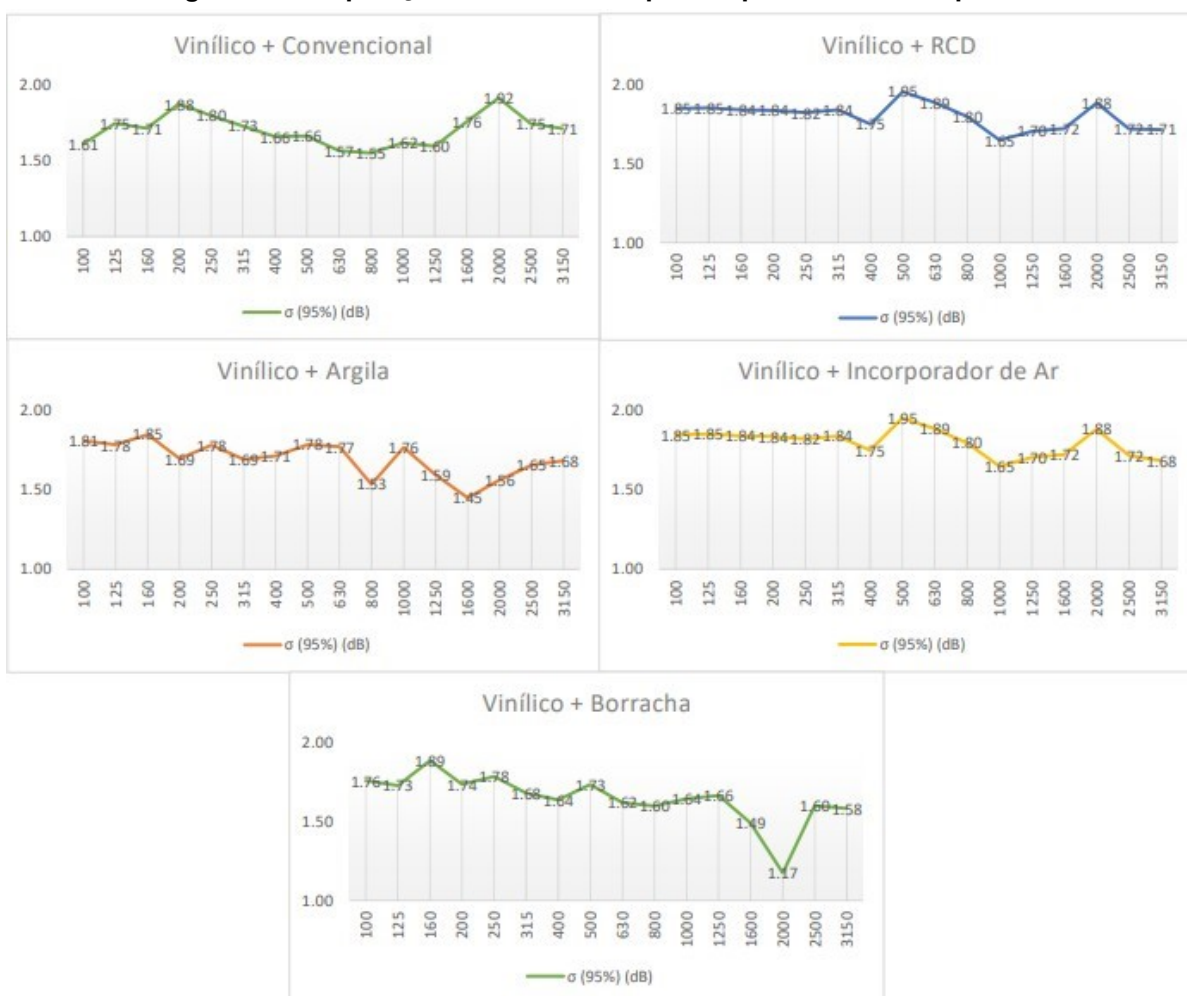 Vinílico + Convencional
2.00
1.50
1.00
1.61 1.75 1.71 1.88 1.80 1.73 1.66 1.66 1.57 1.55 1.62 1.60 1.76 1.92 1.75 1.71
100 125 160 200 250 315 400 500 630 800 1000 1250 1600 2000 2500 3150
σ (95%) (dB)
Vinílico + RCD
2.00
1.50
1.00
1.85 1.85 1.84 1.84 1.82 1.84 1.75 1.95 1.89 1.80 1.65 1.70 1.72 1.88 1.72 1.71
100 125 160 200 250 315 400 500 630 800 1000 1250 1600 2000 2500 3150
σ (95%) (dB)
Vinílico + Argila
2.00
1.50
1.00
1.81 1.78 1.85 1.69 1.78 1.69 1.71 1.78 1.77 1.53 1.76 1.59 1.45 1.56 1.65 1.68
100 125 160 200 250 315 400 500 630 800 1000 1250 1600 2000 2500 3150
σ (95%) (dB)
Vinílico + Incorporador de Ar
2.00
1.50
1.00
1.85 1.85 1.84 1.84 1.82 1.84 1.75 1.95 1.89 1.80 1.65 1.70 1.72 1.88 1.72 1.68
100 125 160 200 250 315 400 500 630 800 1000 1250 1600 2000 2500 3150
σ (95%) (dB)
Vinílico + Borracha
2.00
1.50
1.00
1.76 1.73 1.89 1.74 1.78 1.68 1.64 1.73 1.62 1.60 1.64 1.66 1.49 1.17 1.60 1.58
100 125 160 200 250 315 400 500 630 800 1000 1250 1600 2000 2500 3150
σ (95%) (dB)